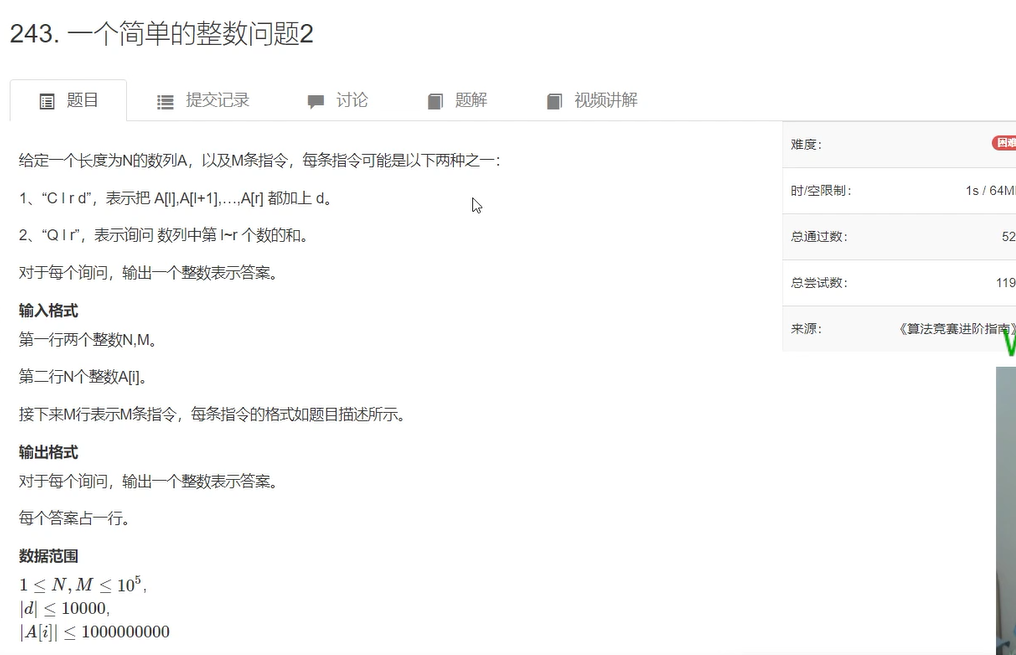 243. 一个简单的整数问题2
题目 提交记录 讨论 题解 视频讲解
给定一个长度为N的数列A，以及M条指令，每条指令可能是以下两种之一：
1、“C l r d”，表示把 A[l],A[l+1],…,A[r] 都加上 d。
2、“Q l r”，表示询问 数列中第 l~r 个数的和。
对于每个询问，输出一个整数表示答案。
输入格式
第一行两个整数N,M。
第二行N个整数A[i]。
接下来M行表示M条指令，每条指令的格式如题目描述所示。
输出格式
对于每个询问，输出一个整数表示答案。
每个答案占一行。
数据范围
1 ≤ N, M ≤ 10⁵,
|d| ≤ 10000,
|A[i]| ≤ 1000000000
难度： 困难
时/空限制： 1s / 64M
总通过数： 52
总尝试数： 119
来源： 《算法竞赛进阶指南》